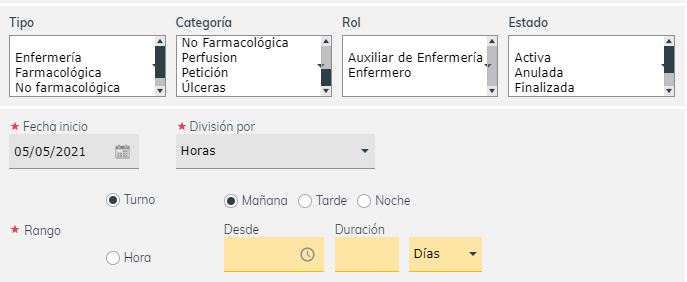 Tipo Categoría Rol Estado
Enfermería
Farmacológica
No farmacológica
No Farmacológica
Perfusion
Petición
Úlceras
Auxiliar de Enfermería
Enfermero
Activa
Anulada
Finalizada
* Fecha inicio * División por
05/05/2021 Horas
Turno Mañana Tarde Noche
* Rango Desde Duración
Hora Días